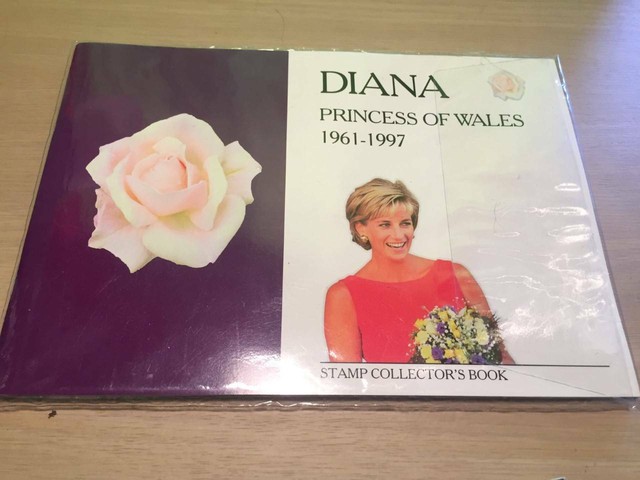 DIANA
PRINCESS OF WALES
1961-1997
STAMP COLLECTOR'S BOOK